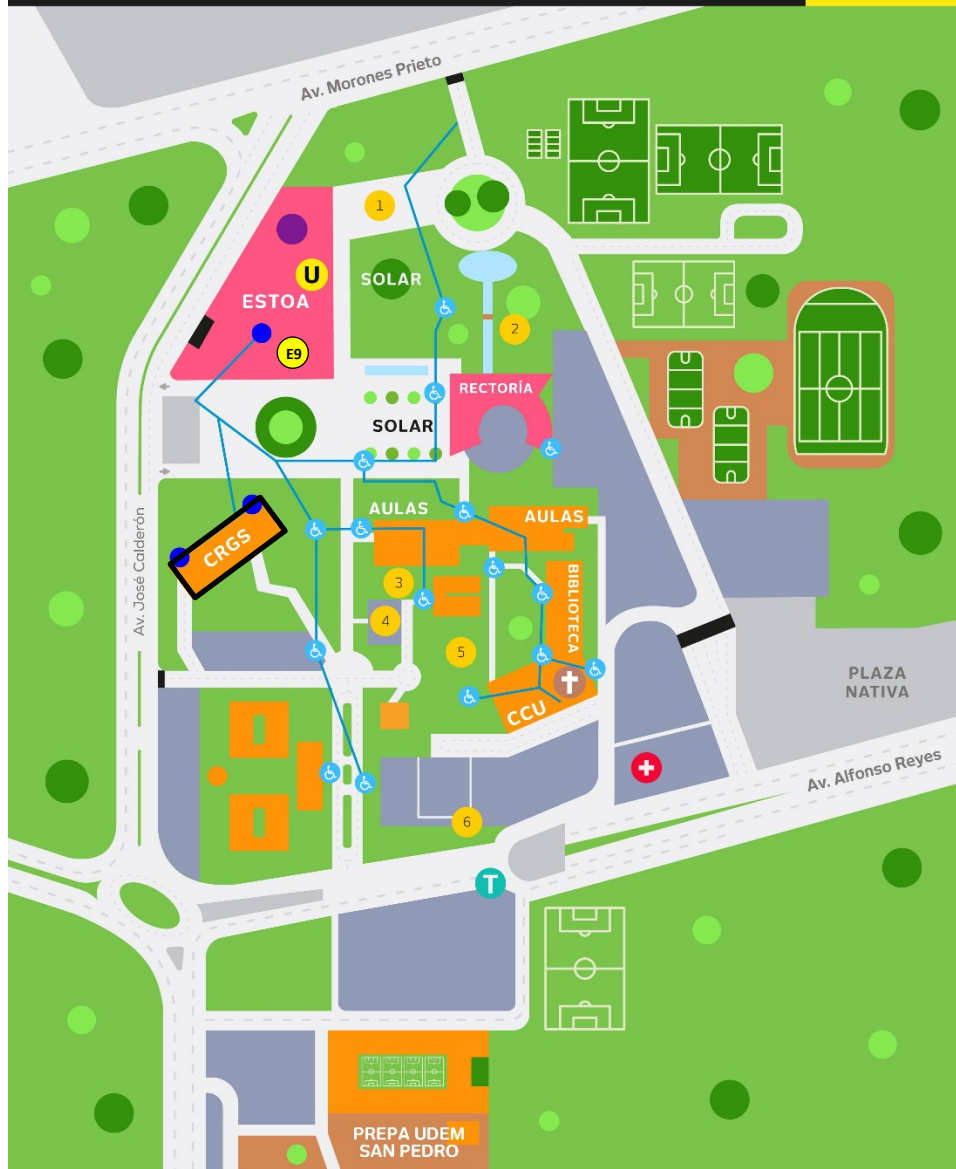 Av. Morones Prieto
1
U
SOLAR
ESTOA
2
E9
RECTORÍA
SOLAR
AULAS
AULAS
CRGS
BIBLIOTECA
3
4
5
Av. José Calderón
PLAZA
NATIVA
CCU
Av. Alfonso Reyes
6
T
PREPA UDEM
SAN PEDRO